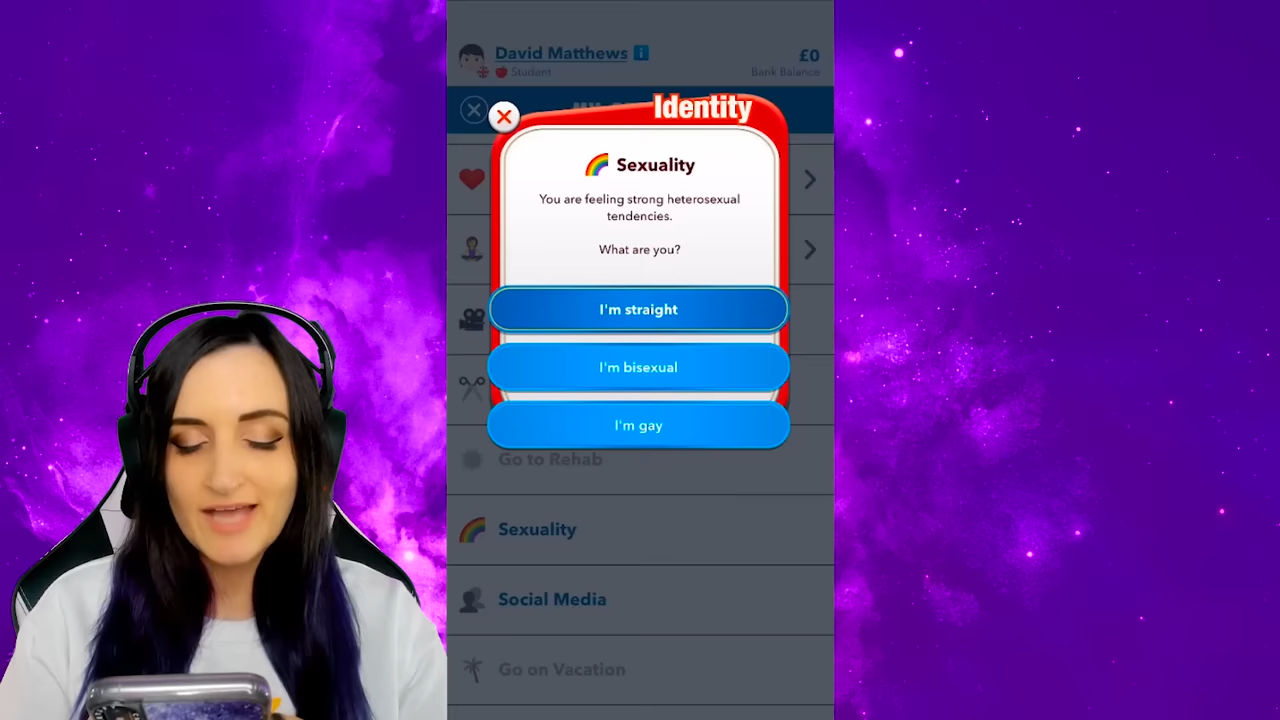 David Matthews
£0
Student
Bank Balance
Identity
Sexuality
You are feeling strong heterosexual
tendencies.
What are you?
I'm straight
I'm bisexual
I'm gay
Go to Rehab
Sexuality
Social Media
Go on Vacation